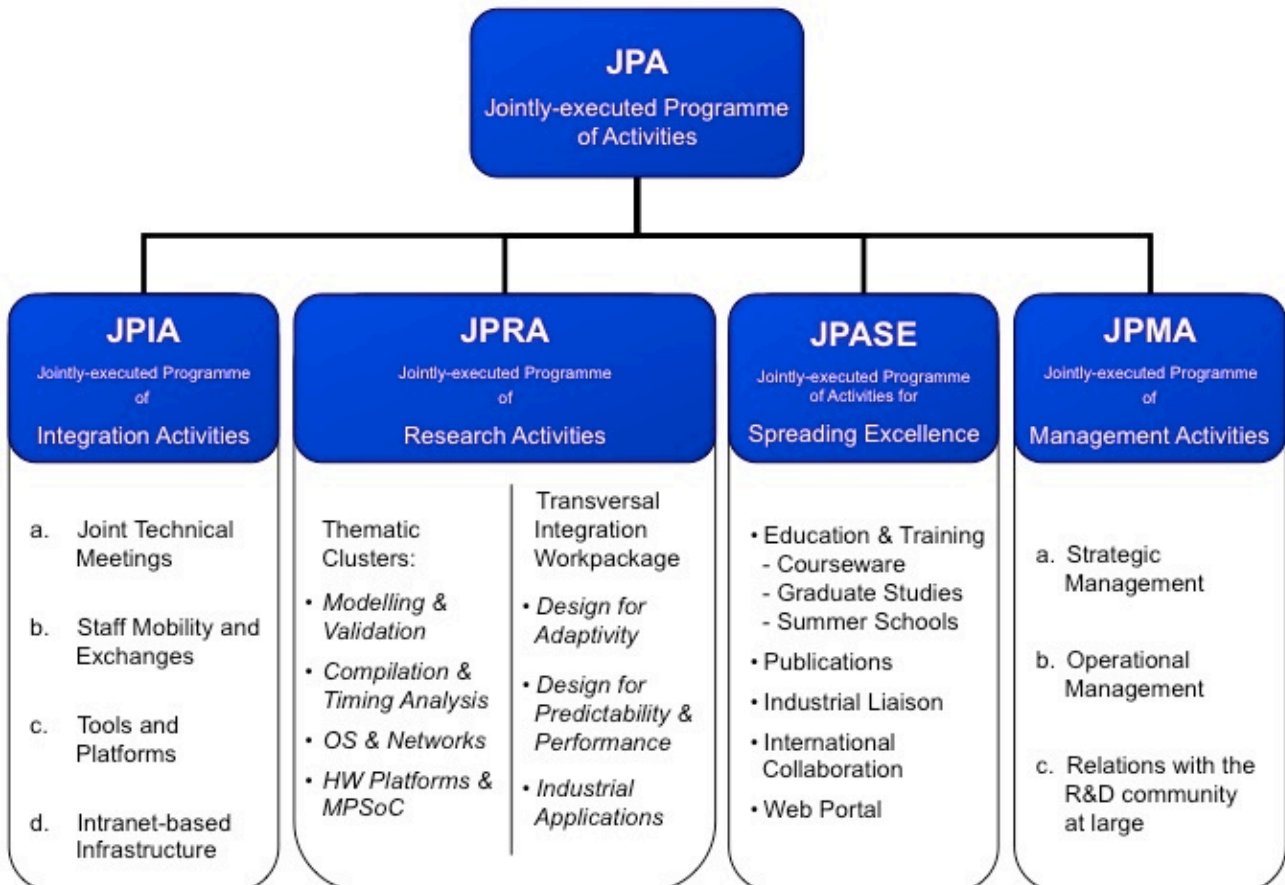 JPA
Jointly-executed Programme
of Activities
JPIA
Jointly-executed Programme
of
Integration Activities
a. Joint Technical
Meetings
b. Staff Mobility and
Exchanges
c. Tools and
Platforms
d. Intranet-based
Infrastructure
JPRA
Jointly-executed Programme
of
Research Activities
Thematic
Clusters:
• Modelling &
Validation
• Compilation &
Timing Analysis
• OS & Networks
• HW Platforms &
MPSoC
Transversal
Integration
Workpackage
• Design for
Adaptivity
• Design for
Predictability &
Performance
• Industrial
Applications
JPASE
Jointly-executed Programme
of Activities for
Spreading Excellence
• Education & Training
- Courseware
- Graduate Studies
- Summer Schools
• Publications
• Industrial Liaison
• International
Collaboration
• Web Portal
JPMA
Jointly-executed Programme
of
Management Activities
a. Strategic
Management
b. Operational
Management
c. Relations with the
R&D community
at large